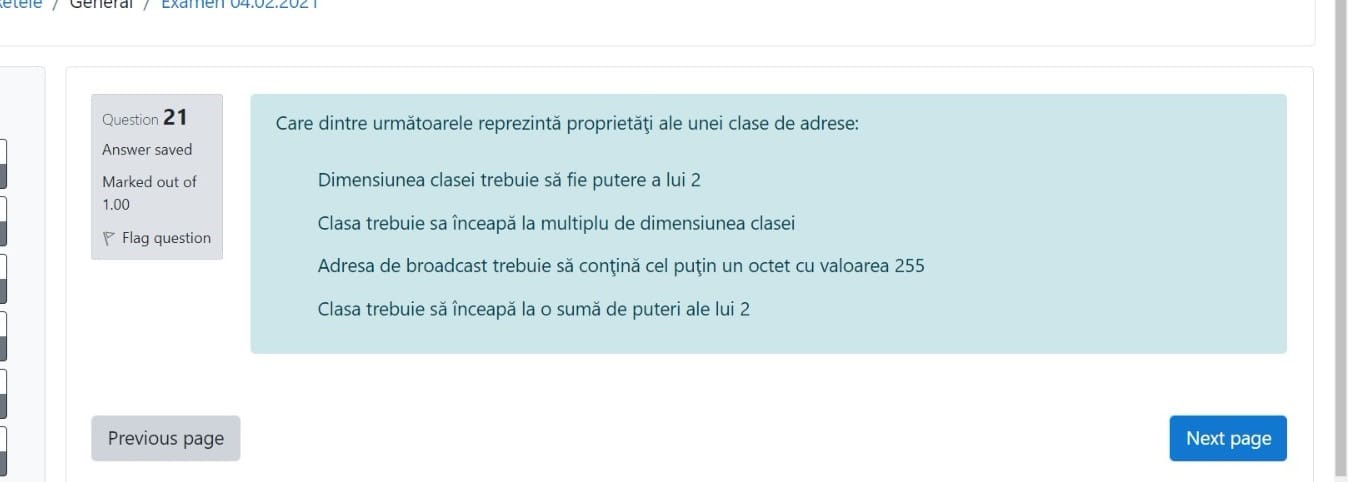 etele / General / Examen 04.02.2021
Question 21
Answer saved
Marked out of
1.00
Flag question
Care dintre următoarele reprezintă proprietăţi ale unei clase de adrese:
Dimensiunea clasei trebuie să fie putere a lui 2
Clasa trebuie sa înceapă la multiplu de dimensiunea clasei
Adresa de broadcast trebuie să conţină cel puţin un octet cu valoarea 255
Clasa trebuie să înceapă la o sumă de puteri ale lui 2
Previous page
Next page